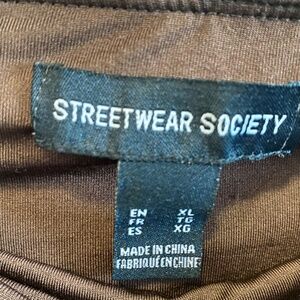 STREETWEAR SOCIETY
EN XL
FR TG
ES XG
MADE IN CHINA
FABRIQUÉ EN CHINE